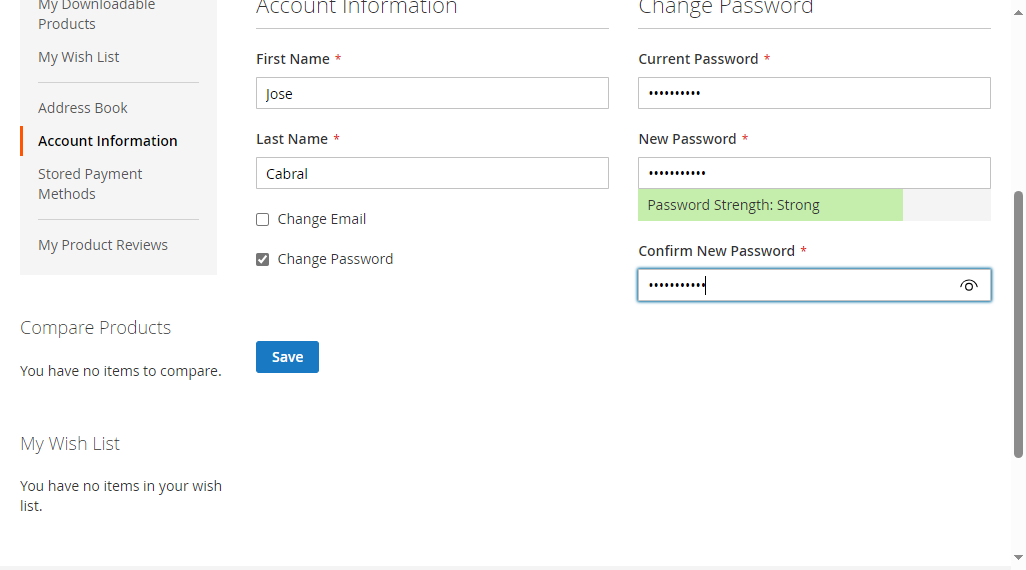 My Downloadable
Products
My Wish List
Address Book
Account Information
Stored Payment
Methods
My Product Reviews
Compare Products
You have no items to compare.
My Wish List
You have no items in your wish
list.
Account Information
First Name *
Jose
Last Name *
Cabral
Change Email
Change Password
Save
Change Password
Current Password *
••••••••••
New Password *
•••••••••••
Password Strength: Strong
Confirm New Password *
•••••••••••